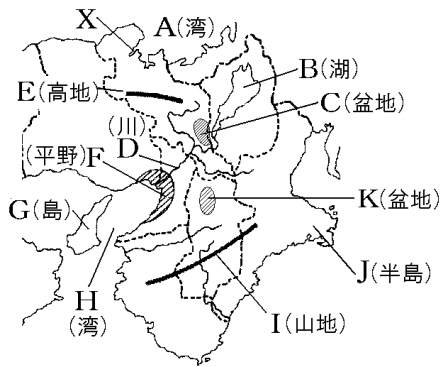 X
A(湾)
B(湖)
E(高地)
C(盆地)
(川)
D
(平野)
F
G(島)
K(盆地)
H
(湾)
J(半島)
I(山地)